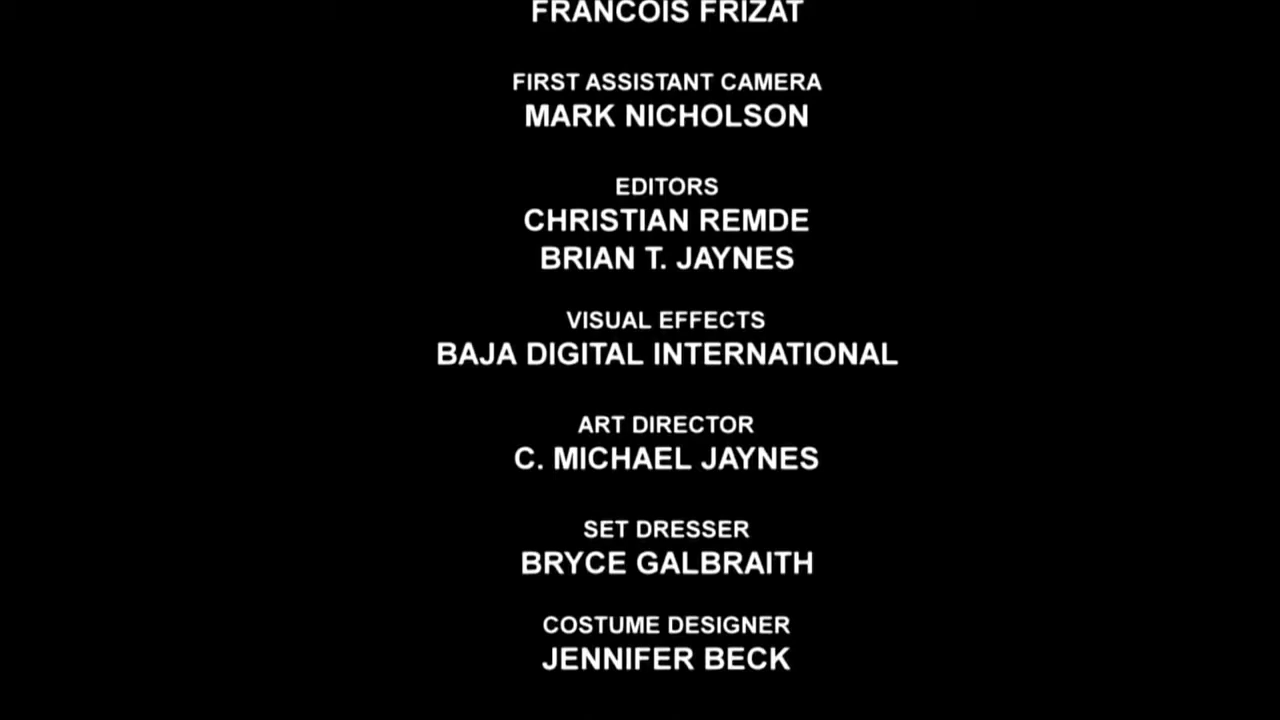 FRANCOIS FRIZAT
FIRST ASSISTANT CAMERA
MARK NICHOLSON
EDITORS
CHRISTIAN REMDE
BRIAN T. JAYNES
VISUAL EFFECTS
BAJA DIGITAL INTERNATIONAL
ART DIRECTOR
C. MICHAEL JAYNES
SET DRESSER
BRYCE GALBRAITH
COSTUME DESIGNER
JENNIFER BECK